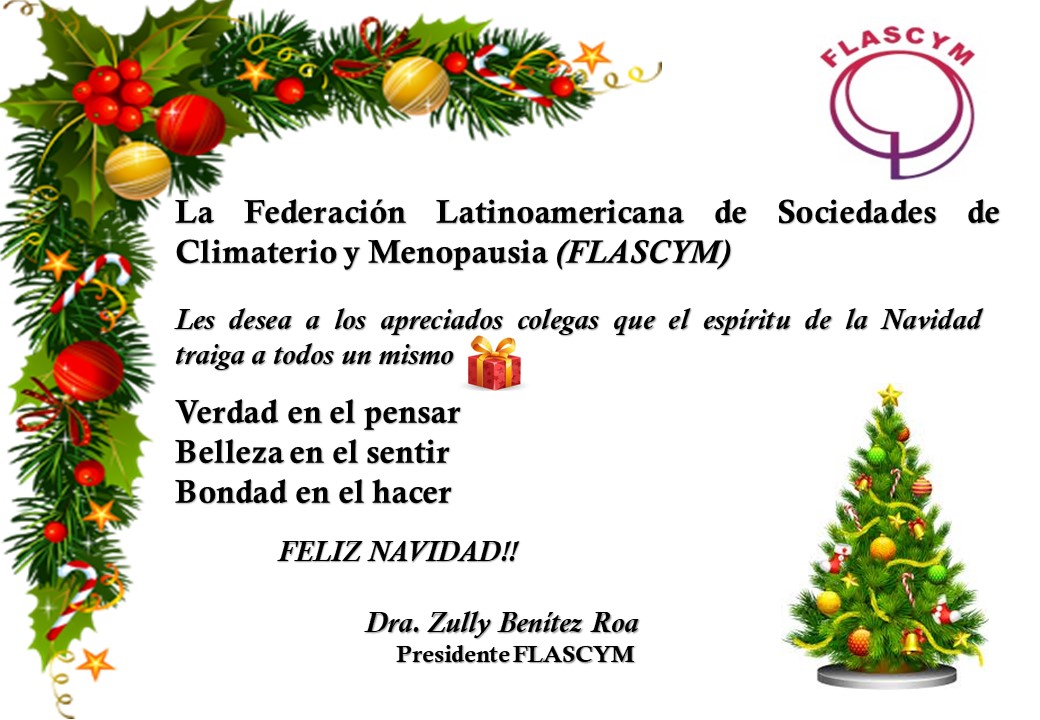 FLASCYM
La Federación Latinoamericana de Sociedades de
Climaterio y Menopausia (FLASCYM)
Les desea a los apreciados colegas que el espíritu de la Navidad
traiga a todos un mismo
Verdad en el pensar
Belleza en el sentir
Bondad en el hacer
FELIZ NAVIDAD!!
Dra. Zully Benítez Roa
Presidente FLASCYM